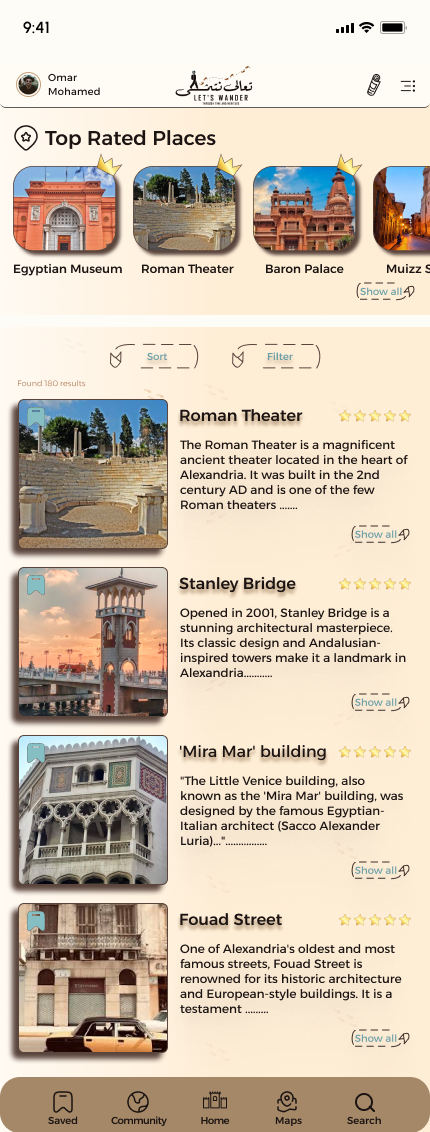 9:41
Omar
Mohamed
تعالى نتمشى
LET'S WANDER
Top Rated Places
Egyptian Museum
Roman Theater
Baron Palace
Muizz S
Show all
Sort
Filter
Found 180 results
Roman Theater
The Roman Theater is a magnificent
ancient theater located in the heart of
Alexandria. It was built in the 2nd
century AD and is one of the few
Roman theaters .......
Show all
Stanley Bridge
Opened in 2001, Stanley Bridge is a
stunning architectural masterpiece.
Its classic design and Andalusian-
inspired towers make it a landmark in
Alexandria...........
Show all
'Mira Mar' building
"The Little Venice building, also
known as the 'Mira Mar' building, was
designed by the famous Egyptian-
Italian architect (Sacco Alexander
Luria)..."................
Show all
Fouad Street
One of Alexandria's oldest and most
famous streets, Fouad Street is
renowned for its historic architecture
and European-style buildings. It is a
testament .........
Show all
Saved
Community
Home
Maps
Search